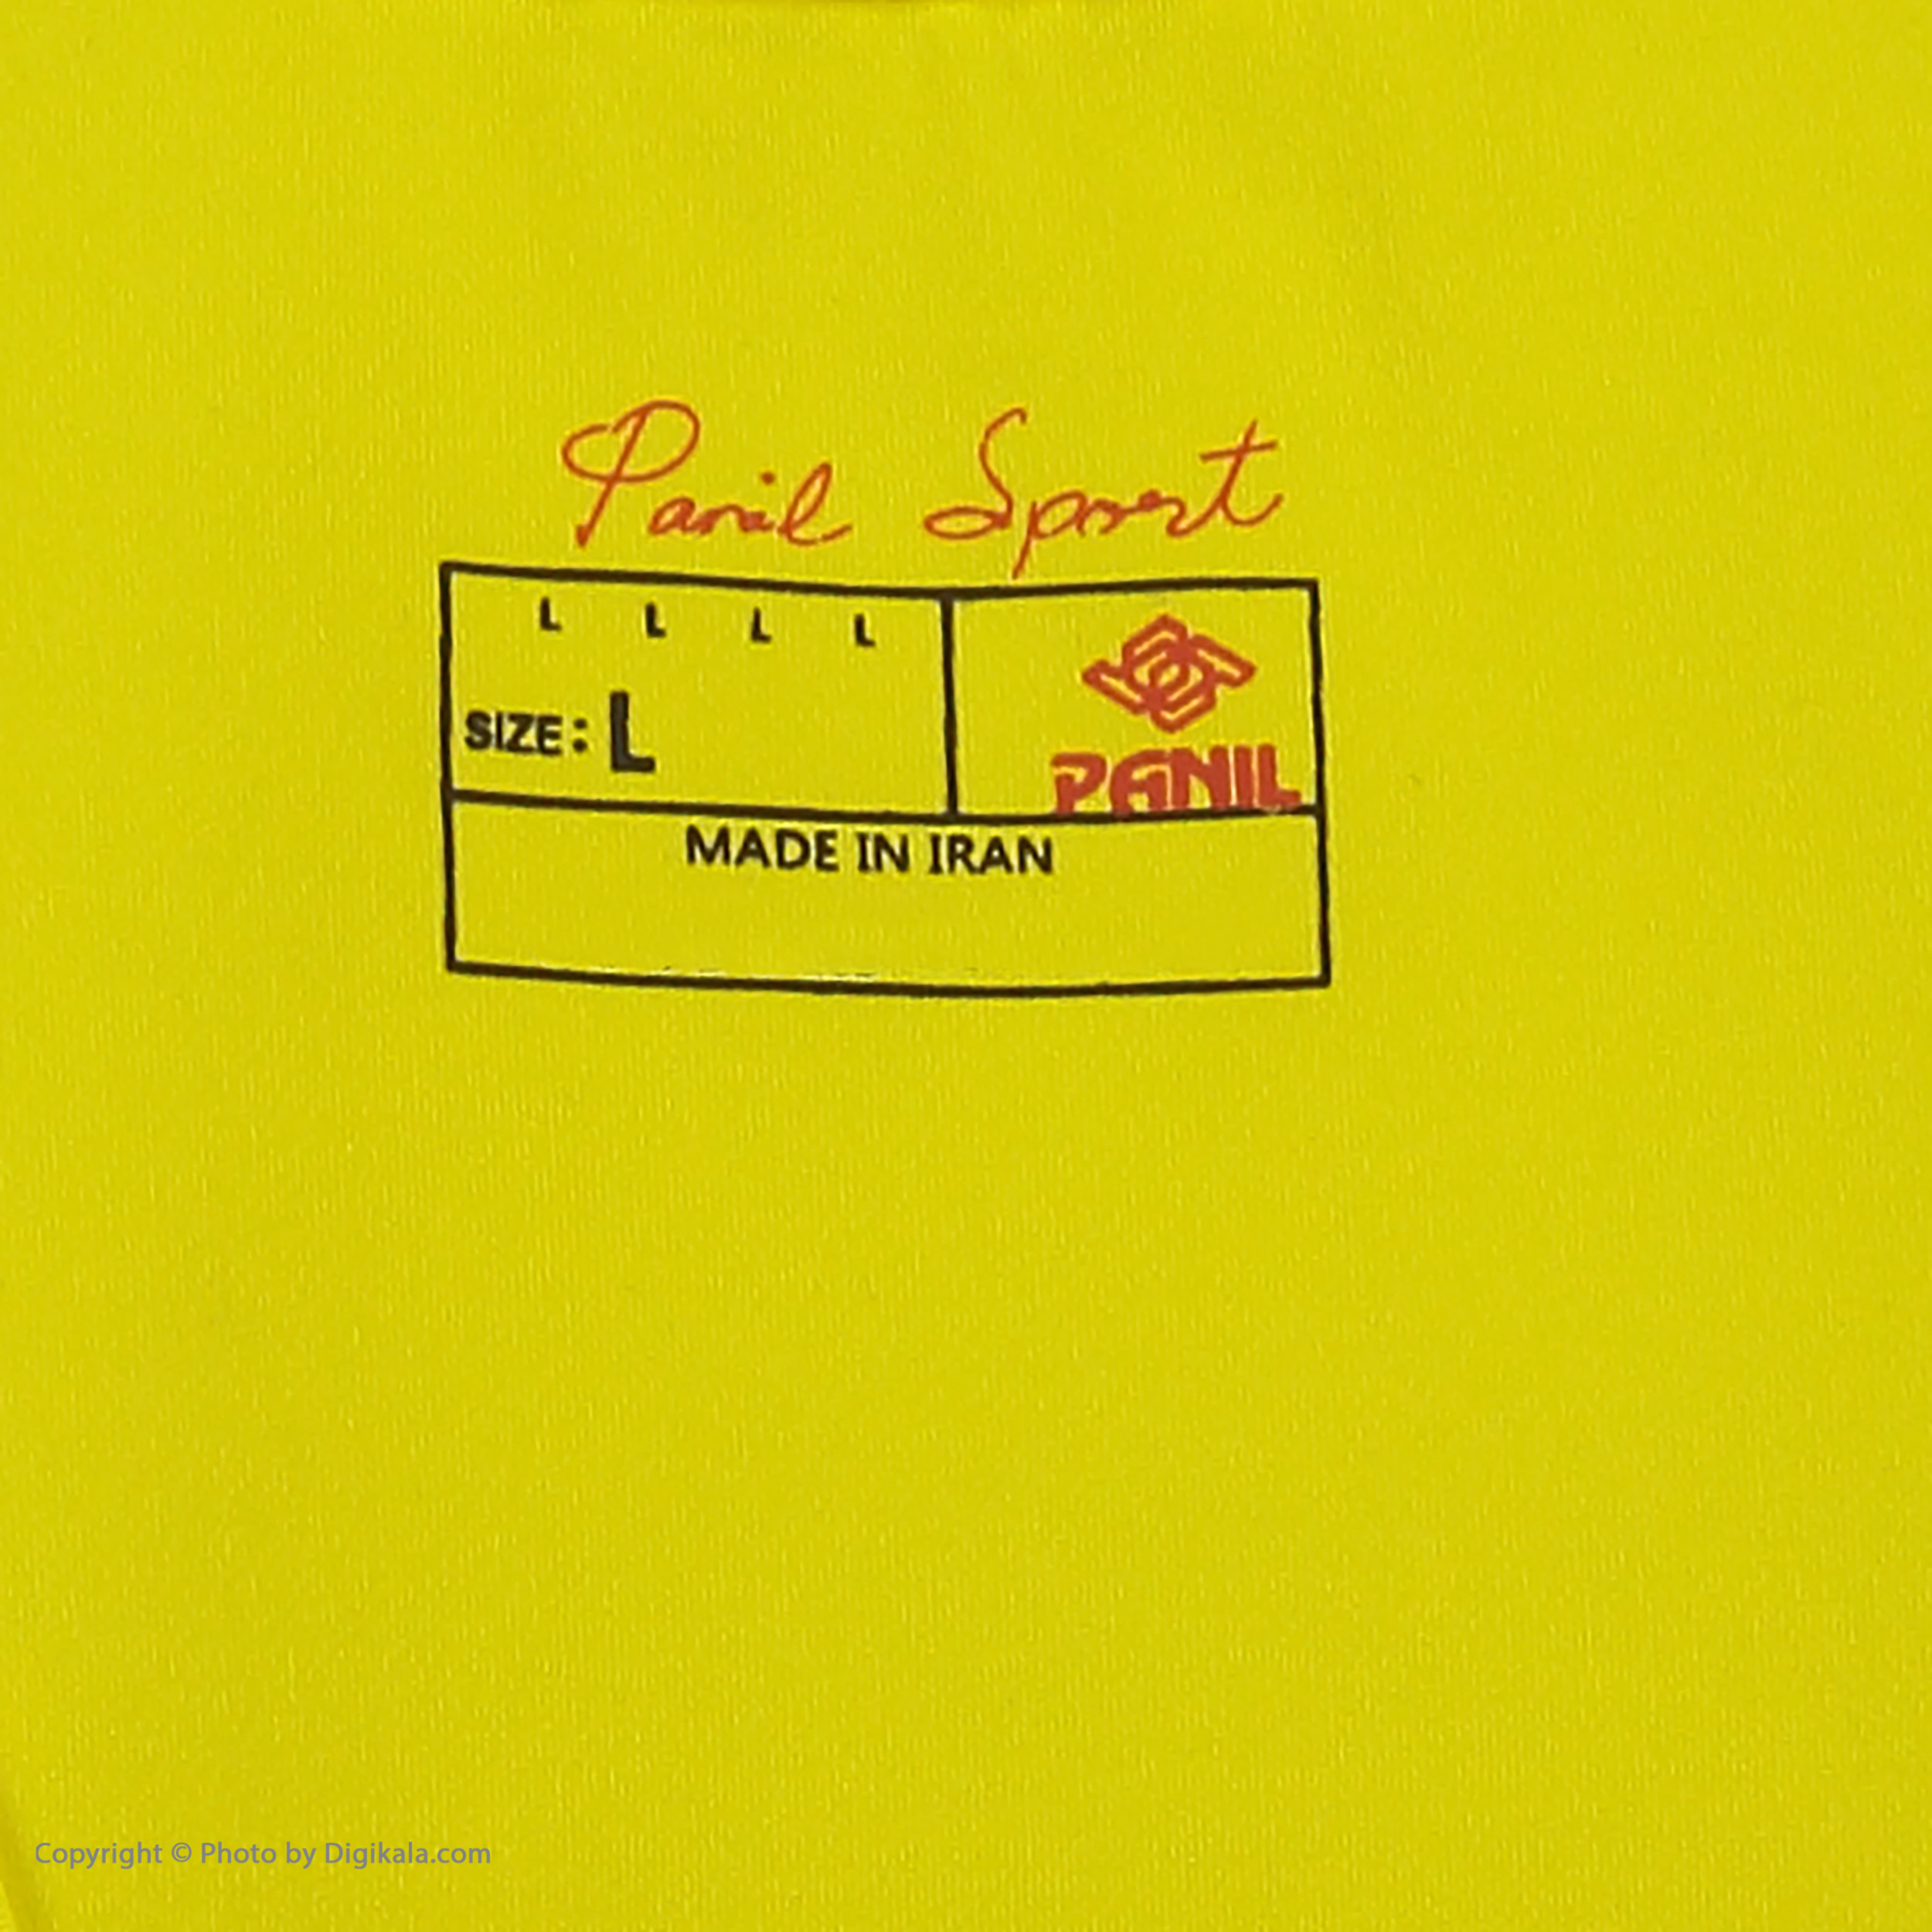 Panil Sport
L L L L
SIZE: L
PANIL
MADE IN IRAN
Copyright © Photo by Digikala.com